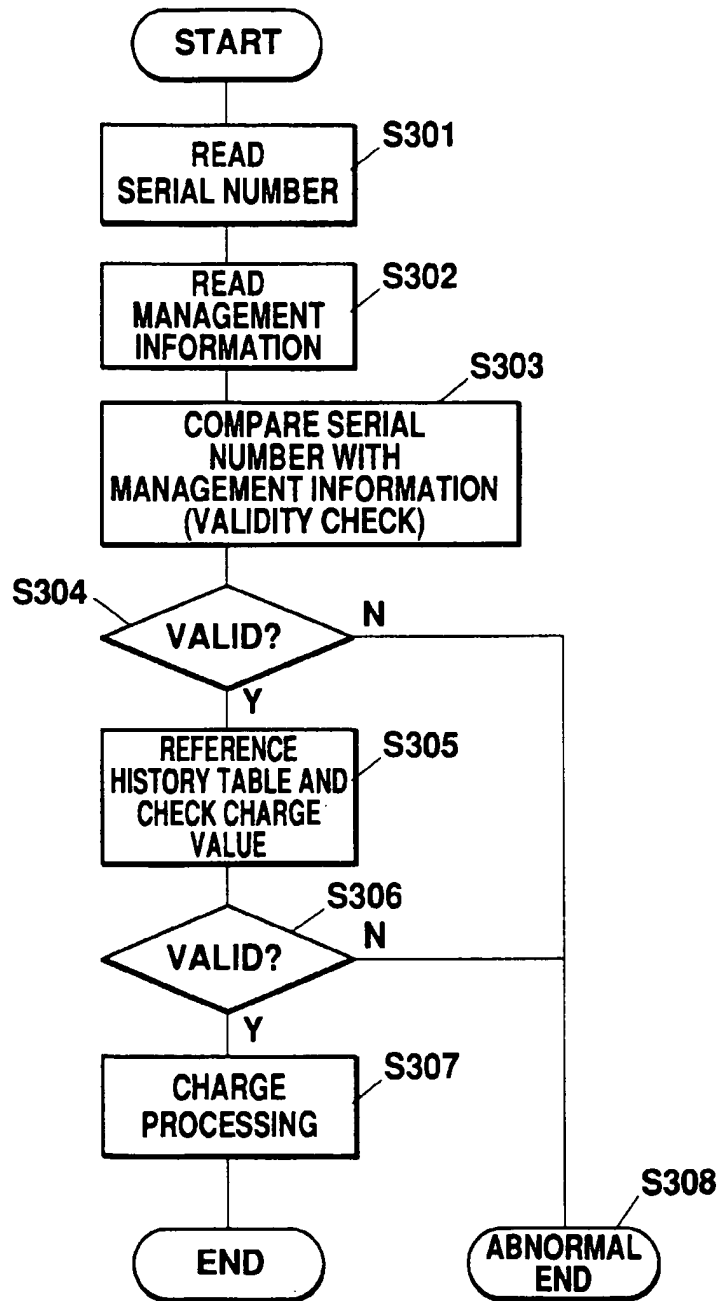 START
S301
READ
SERIAL NUMBER
S302
READ
MANAGEMENT
INFORMATION
S303
COMPARE SERIAL
NUMBER WITH
MANAGEMENT INFORMATION
(VALIDITY CHECK)
S304
VALID?
N
Y
S305
REFERENCE
HISTORY TABLE AND
CHECK CHARGE
VALUE
S306
VALID?
N
Y
S307
CHARGE
PROCESSING
S308
END
ABNORMAL
END